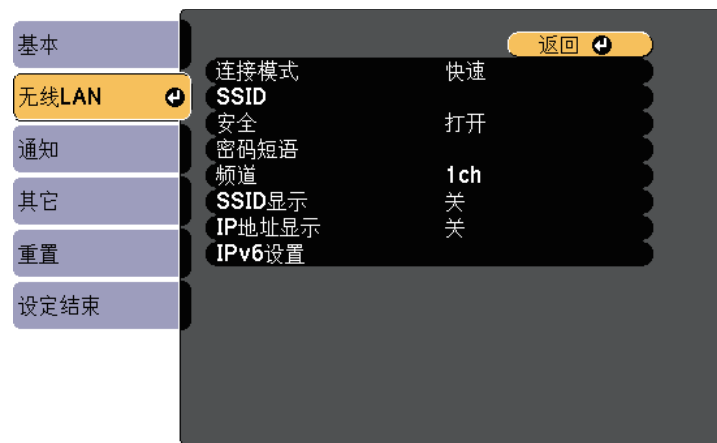 基本
无线LAN
通知
其它
重置
设定结束
返回
连接模式 快速
SSID
安全 打开
密码短语
频道 1ch
SSID显示 关
IP地址显示 关
IPv6设置